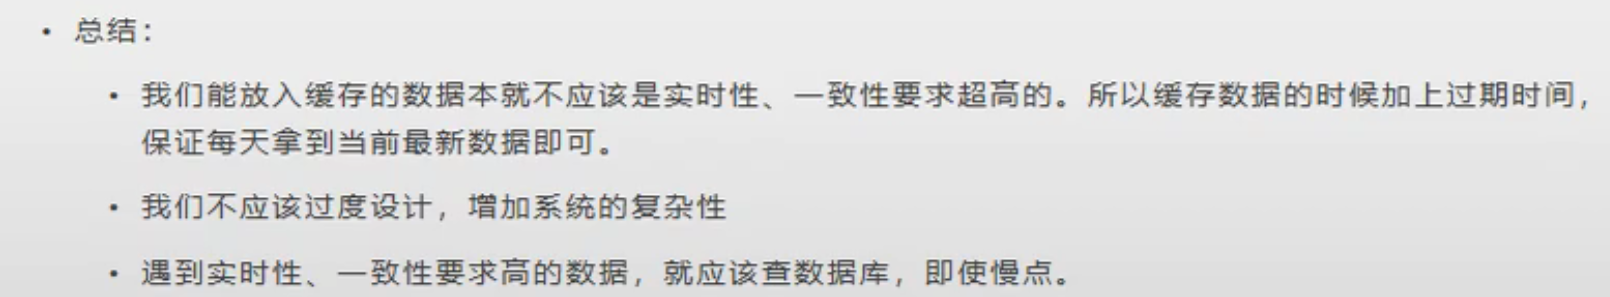 • 总结：
• 我们能放入缓存的数据本就不应该是实时性、一致性要求超高的。所以缓存数据的时候加上过期时间，
保证每天拿到当前最新数据即可。
• 我们不应该过度设计，增加系统的复杂性
• 遇到实时性、一致性要求高的数据，就应该查数据库，即使慢点。